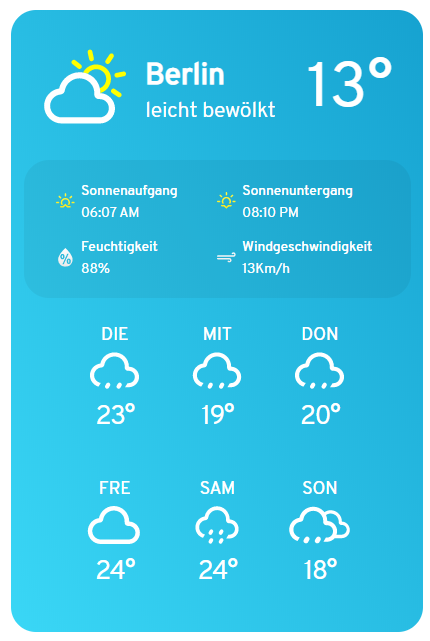 Berlin
leicht bewölkt
13°
Sonnenaufgang
06:07 AM
Sonnenuntergang
08:10 PM
Feuchtigkeit
88%
Windgeschwindigkeit
13Km/h
DIE MIT DON
23° 19° 20°
FRE SAM SON
24° 24° 18°